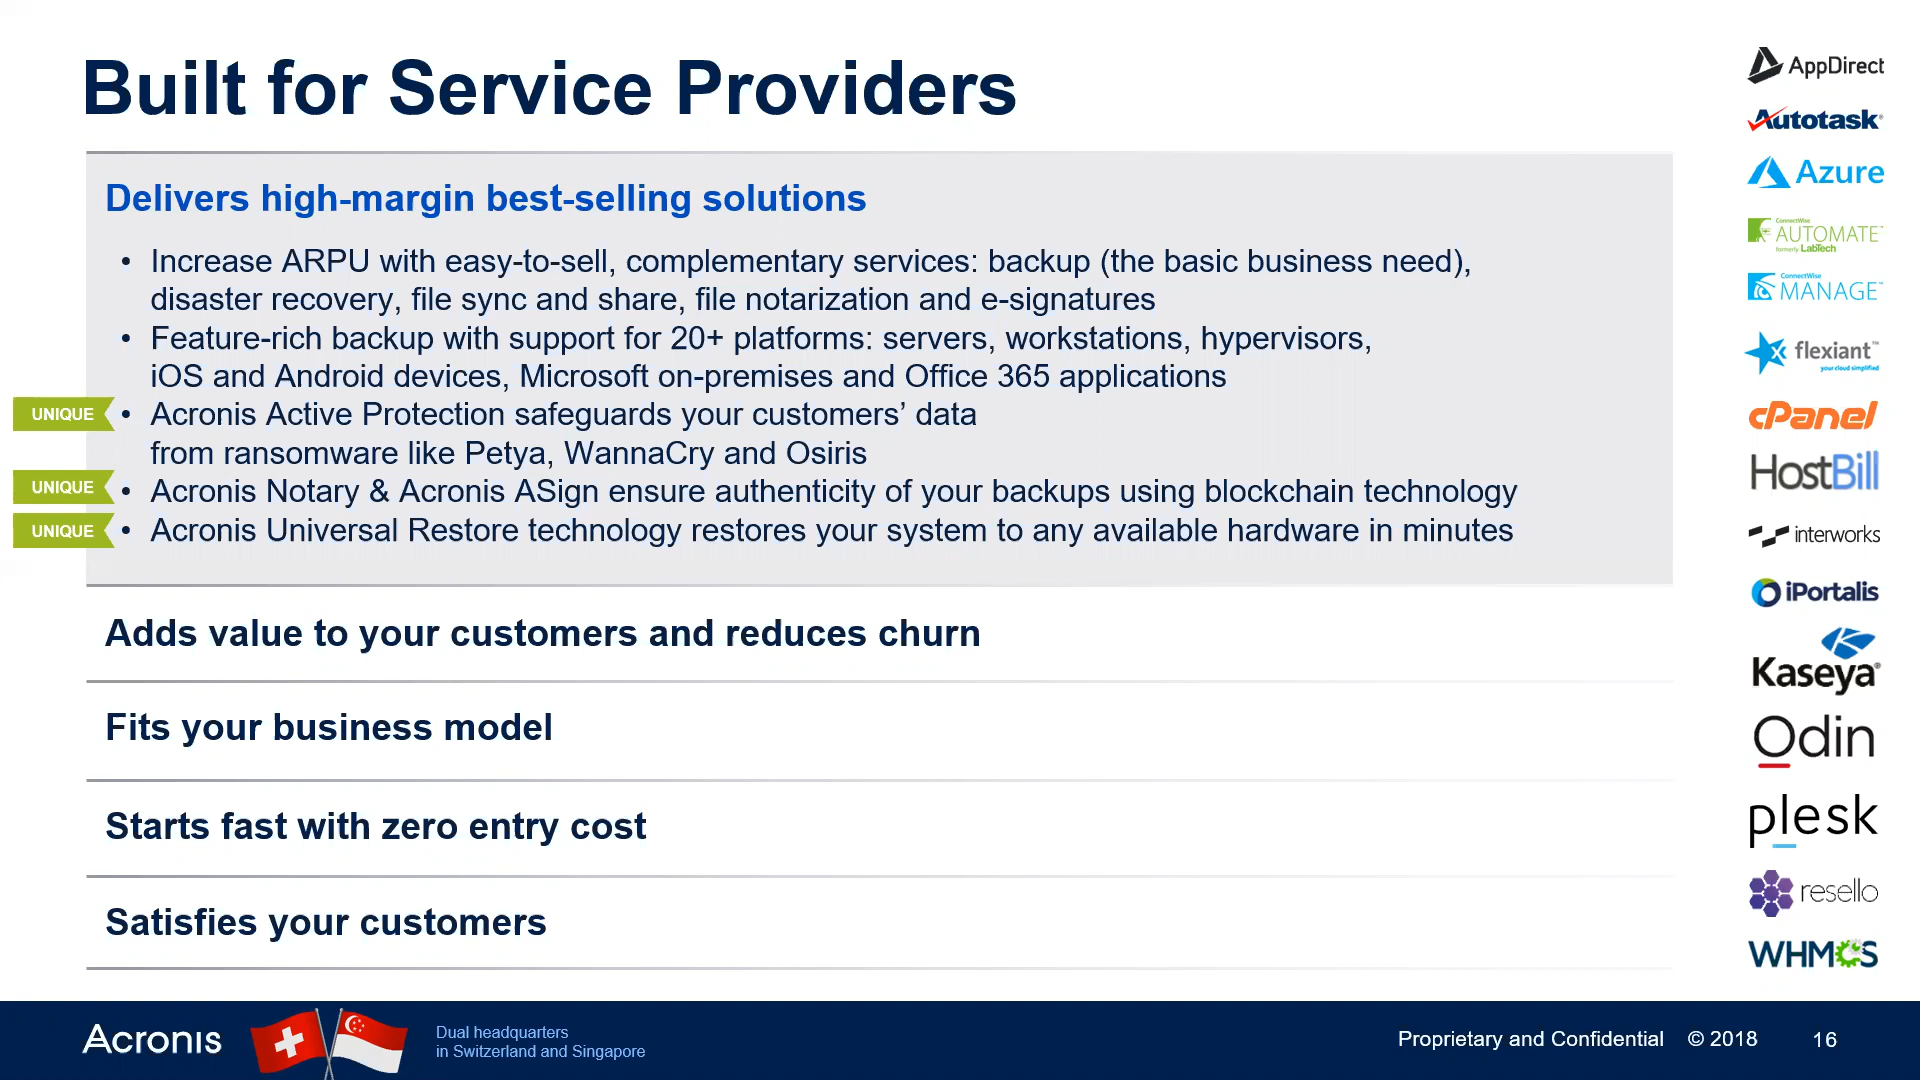 Built for Service Providers
Delivers high-margin best-selling solutions
• Increase ARPU with easy-to-sell, complementary services: backup (the basic business need),
disaster recovery, file sync and share, file notarization and e-signatures
• Feature-rich backup with support for 20+ platforms: servers, workstations, hypervisors,
iOS and Android devices, Microsoft on-premises and Office 365 applications
UNIQUE • Acronis Active Protection safeguards your customers’ data
from ransomware like Petya, WannaCry and Osiris
UNIQUE • Acronis Notary & Acronis ASign ensure authenticity of your backups using blockchain technology
UNIQUE • Acronis Universal Restore technology restores your system to any available hardware in minutes
Adds value to your customers and reduces churn
Fits your business model
Starts fast with zero entry cost
Satisfies your customers
AppDirect
Autotask®
Azure
ConnectWise
AUTOMATE™
formerly LabTech
ConnectWise
MANAGE™
flexiant™
your cloud simplified
cPanel
HostBill
interworks
iPortalis
Kaseya®
Odin
plesk
resello
WHMCS
Acronis
Dual headquarters
in Switzerland and Singapore
Proprietary and Confidential © 2018 16